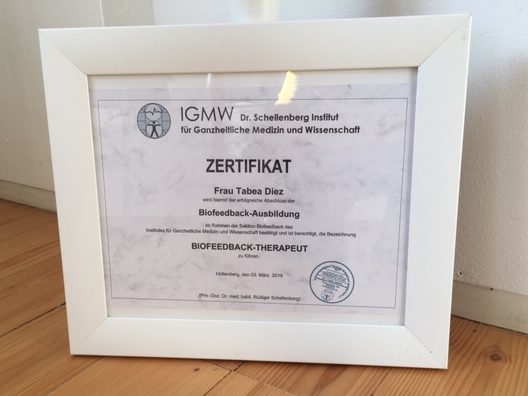 IGMW Dr. Schellenberg Institut
für Ganzheitliche Medizin und Wissenschaft
ZERTIFIKAT
Frau Tabea Diez
wird hiermit der erfolgreiche Abschluss der
Biofeedback-Ausbildung
im Rahmen der Sektion Biofeedback des
Institutes für Ganzheitliche Medizin und Wissenschaft bestätigt und ist berechtigt, die Bezeichnung
BIOFEEDBACK-THERAPEUT
zu führen.
Hüttenberg, den 03. März 2019
(Priv.-Doz. Dr. med. habil. Rüdiger Schellenberg)